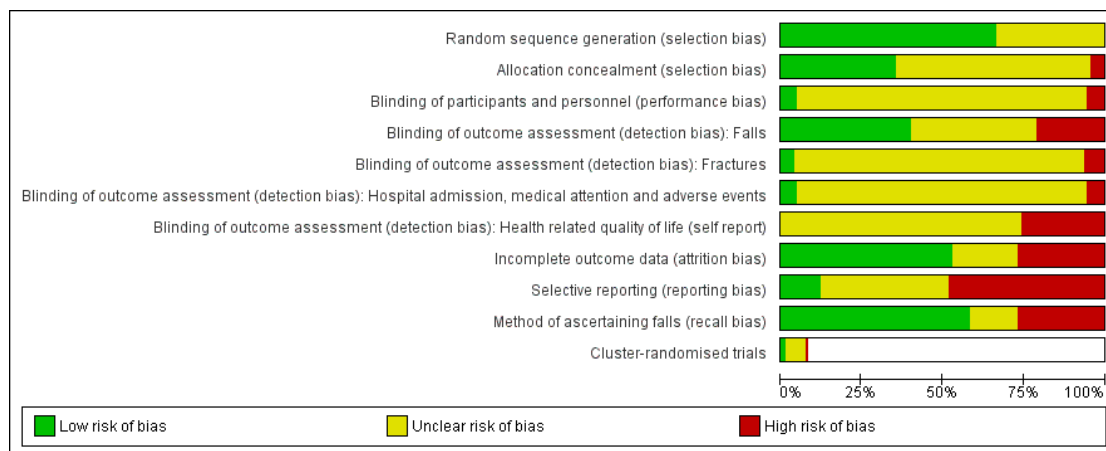 Random sequence generation (selection bias)
Allocation concealment (selection bias)
Blinding of participants and personnel (performance bias)
Blinding of outcome assessment (detection bias): Falls
Blinding of outcome assessment (detection bias): Fractures
Blinding of outcome assessment (detection bias): Hospital admission, medical attention and adverse events
Blinding of outcome assessment (detection bias): Health related quality of life (self report)
Incomplete outcome data (attrition bias)
Selective reporting (reporting bias)
Method of ascertaining falls (recall bias)
Cluster-randomised trials
0% 25% 50% 75% 100%
Low risk of bias Unclear risk of bias High risk of bias